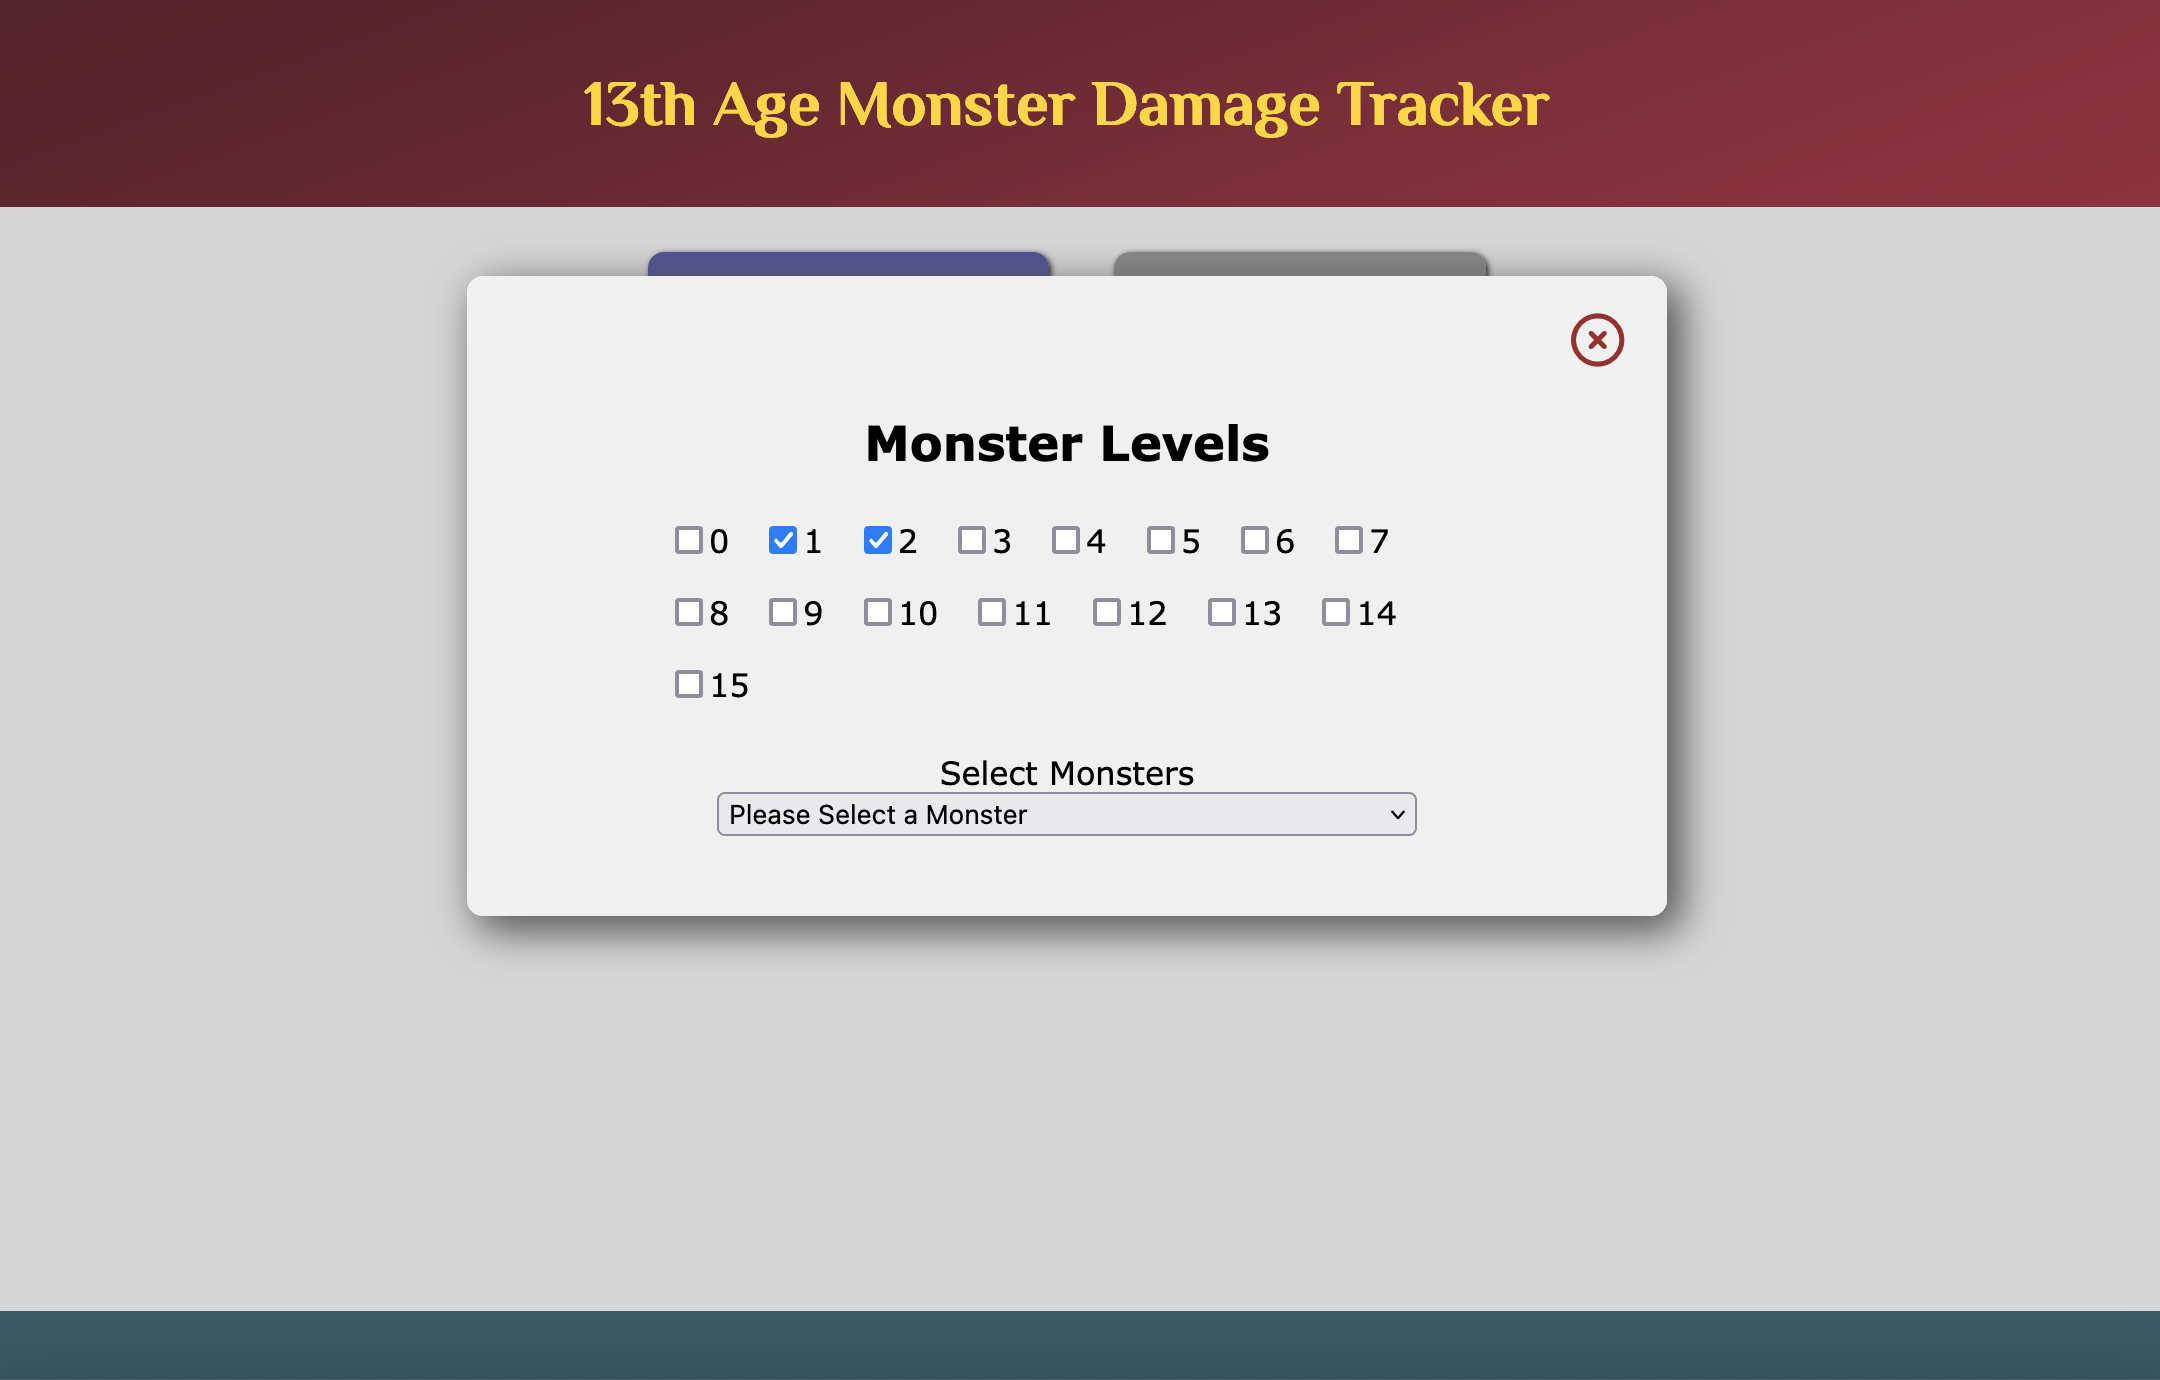 13th Age Monster Damage Tracker
Monster Levels
0 1 2 3 4 5 6 7
8 9 10 11 12 13 14
15
Select Monsters
Please Select a Monster